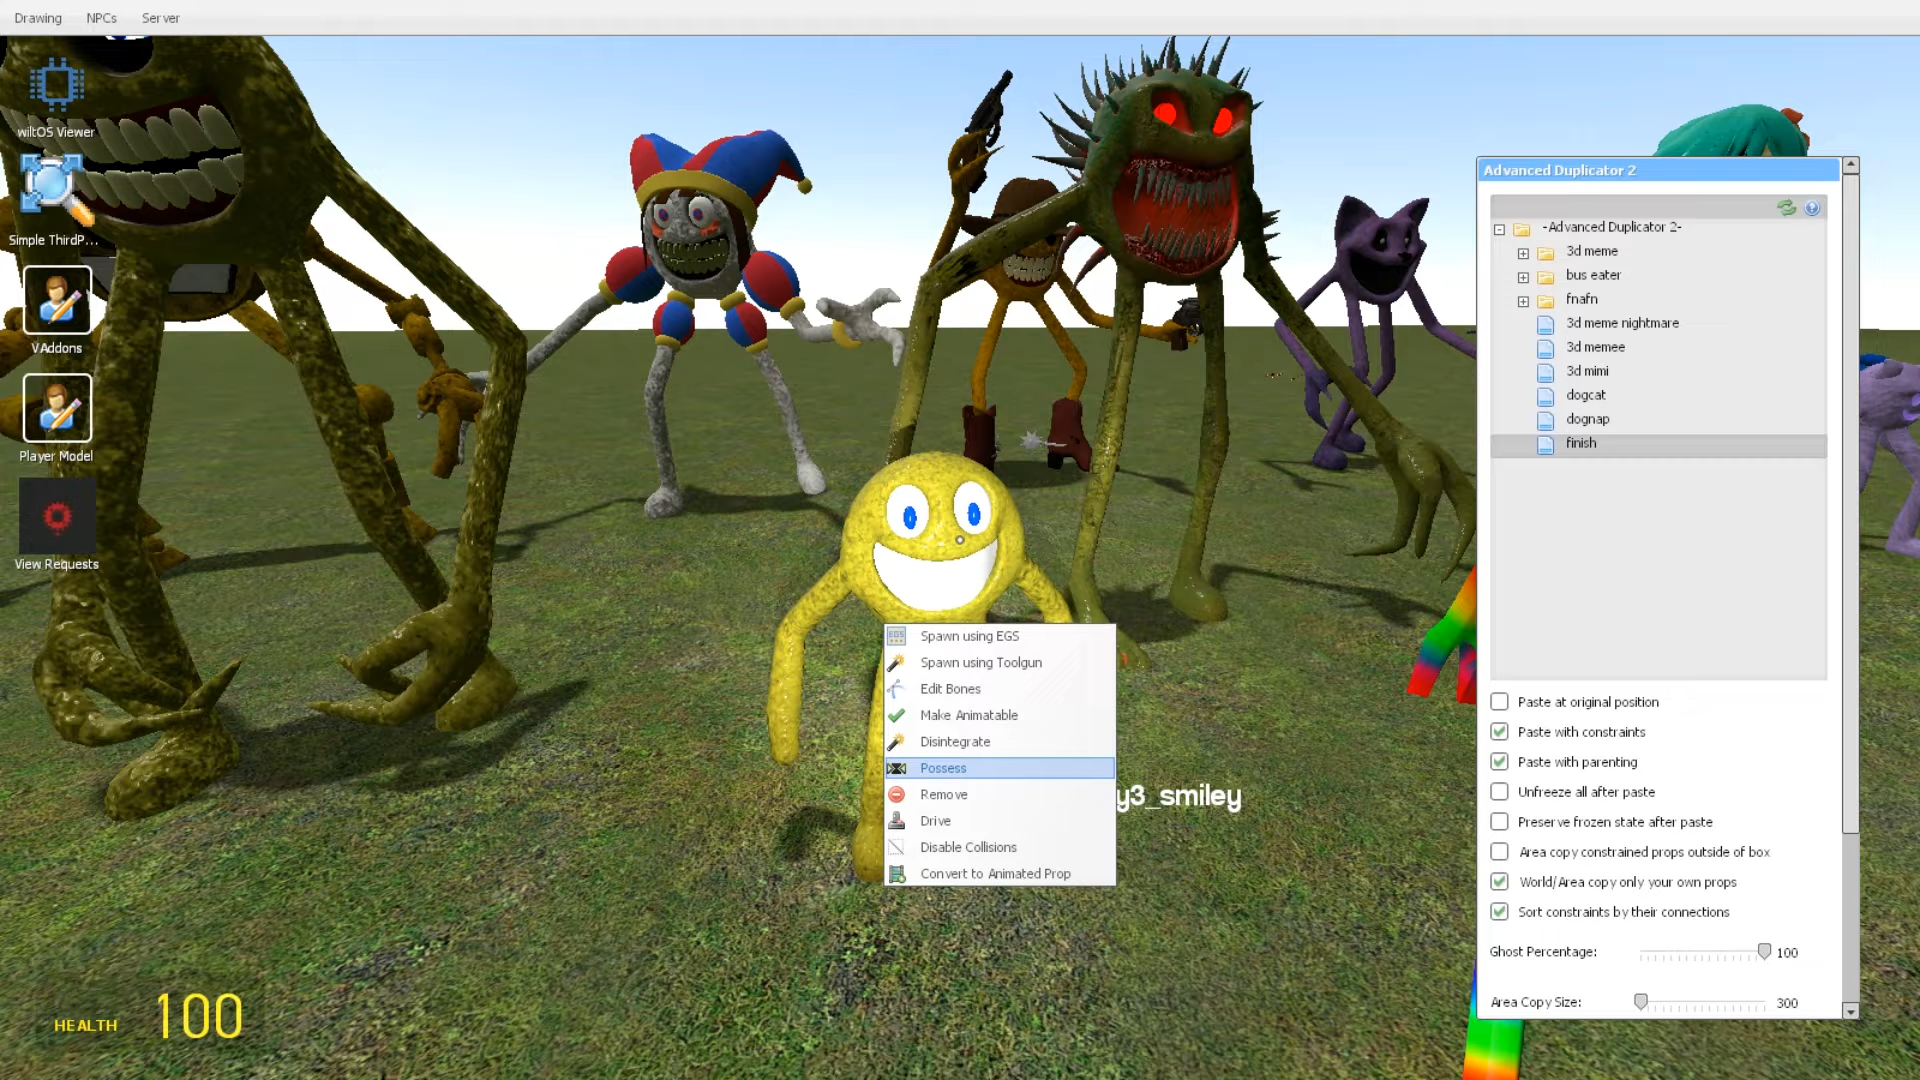 Drawing NPCs Server
wiltOS Viewer
Simple ThirdP...
VAddons
Player Model
View Requests
HEALTH 100
EGS Spawn using EGS
Spawn using Toolgun
Edit Bones
Make Animatable
Disintegrate
Possess
Remove
Drive
Disable Collisions
Convert to Animated Prop
y3_smiley
Advanced Duplicator 2
-Advanced Duplicator 2-
3d meme
bus eater
fnafn
3d meme nightmare
3d memee
3d mimi
dogcat
dognap
finish
Paste at original position
Paste with constraints
Paste with parenting
Unfreeze all after paste
Preserve frozen state after paste
Area copy constrained props outside of box
World/Area copy only your own props
Sort constraints by their connections
Ghost Percentage: 100
Area Copy Size: 300